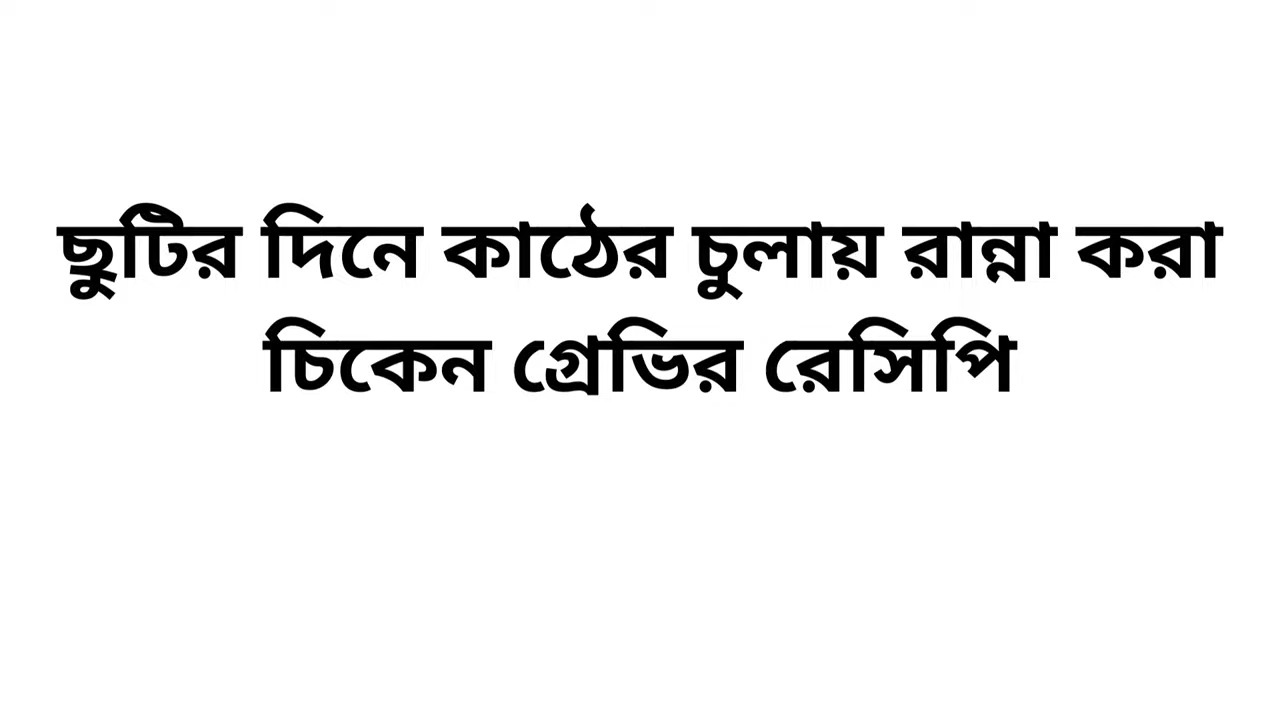 ছুটির দিনে কাঠের চুলায় রান্না করা
চিকেন গ্রেভির রেসিপি